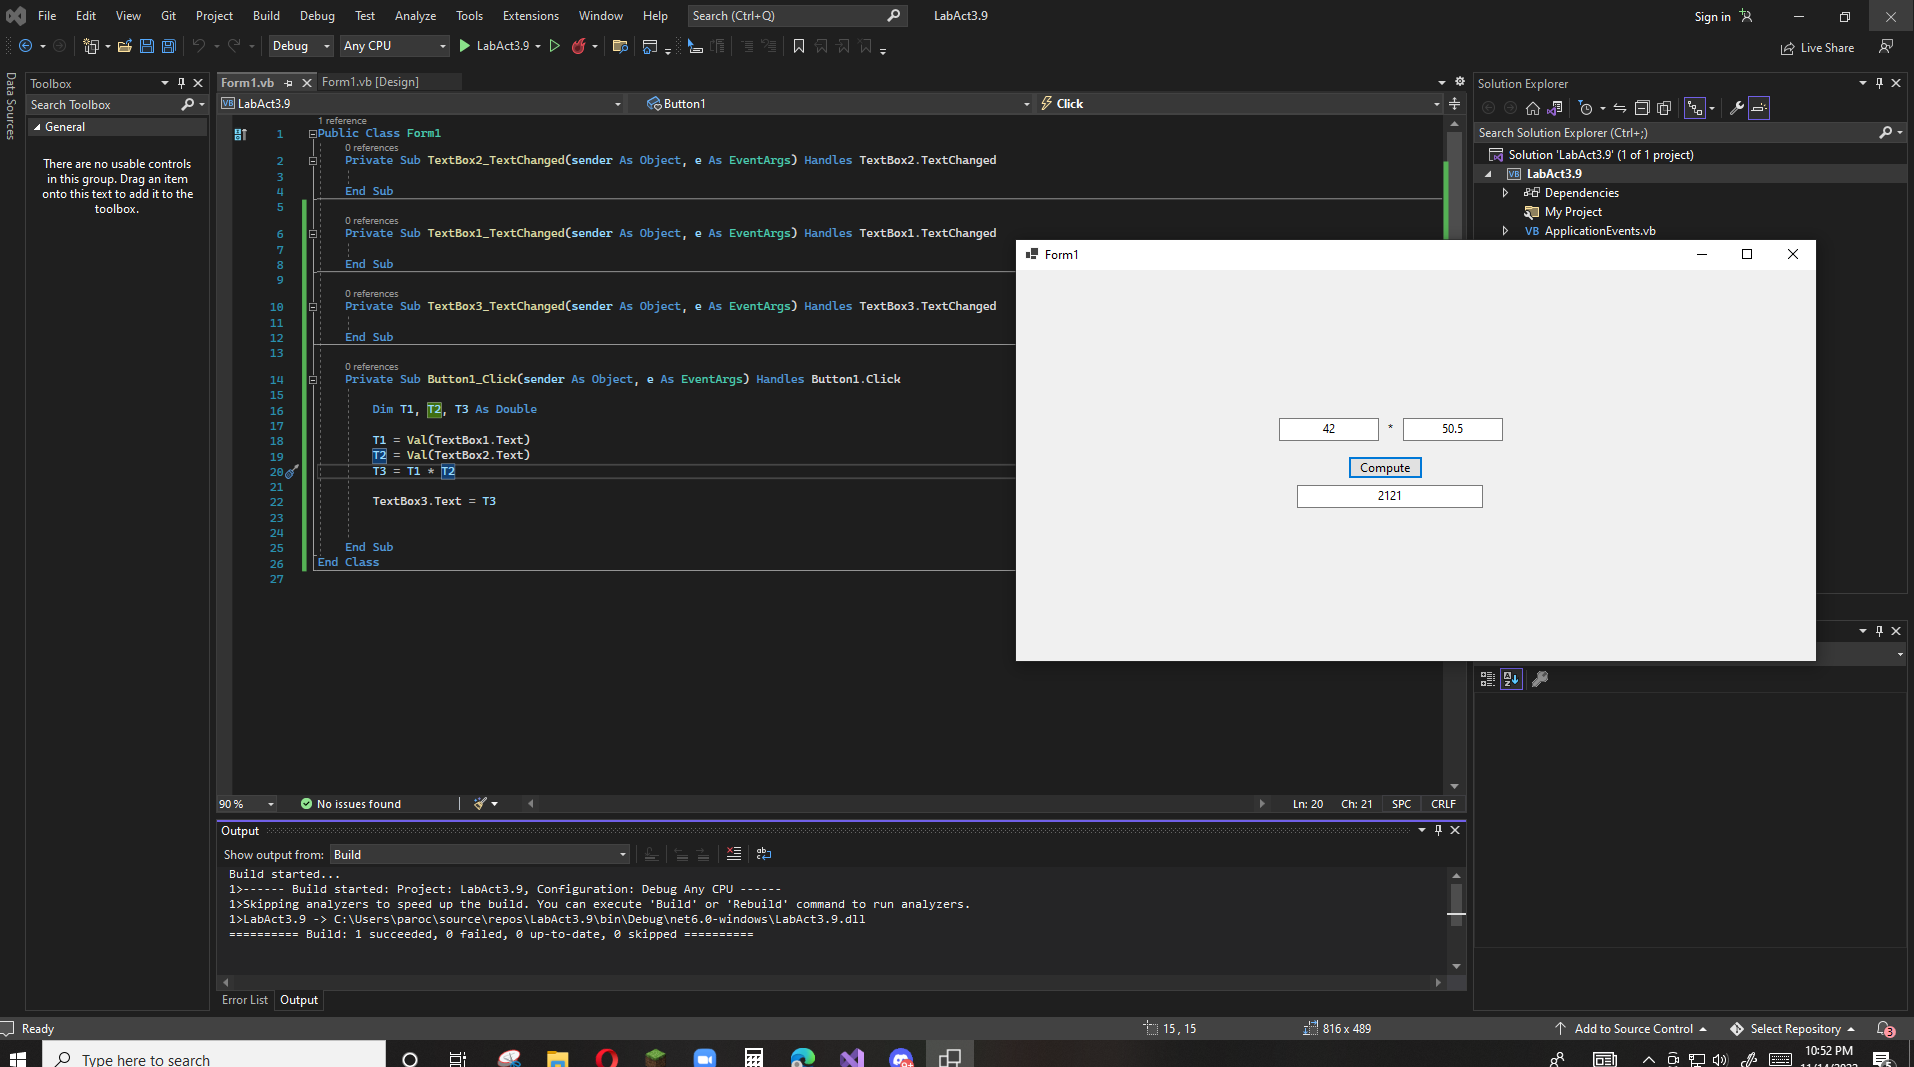 File Edit View Git Project Build Debug Test Analyze Tools Extensions Window Help Search (Ctrl+Q) LabAct3.9 Sign in
Debug Any CPU LabAct3.9 Live Share
Data Sources
Toolbox
Search Toolbox
General
There are no usable controls
in this group. Drag an item
onto this text to add it to the
toolbox.
Form1.vb Form1.vb [Design]
VB LabAct3.9 Button1 Click
1 reference
1 Public Class Form1
0 references
2 Private Sub TextBox2_TextChanged(sender As Object, e As EventArgs) Handles TextBox2.TextChanged
3
4 End Sub
5
0 references
6 Private Sub TextBox1_TextChanged(sender As Object, e As EventArgs) Handles TextBox1.TextChanged
7
8 End Sub
9
0 references
10 Private Sub TextBox3_TextChanged(sender As Object, e As EventArgs) Handles TextBox3.TextChanged
11
12 End Sub
13
0 references
14 Private Sub Button1_Click(sender As Object, e As EventArgs) Handles Button1.Click
15
16 Dim T1, T2, T3 As Double
17
18 T1 = Val(TextBox1.Text)
19 T2 = Val(TextBox2.Text)
20 T3 = T1 * T2
21
22 TextBox3.Text = T3
23
24
25 End Sub
26 End Class
27
90 % No issues found Ln: 20 Ch: 21 SPC CRLF
Solution Explorer
Search Solution Explorer (Ctrl+;)
Solution 'LabAct3.9' (1 of 1 project)
VB LabAct3.9
Dependencies
My Project
VB ApplicationEvents.vb
Form1
42 * 50.5
Compute
2121
Output
Show output from: Build
Build started...
1>------ Build started: Project: LabAct3.9, Configuration: Debug Any CPU ------
1>Skipping analyzers to speed up the build. You can execute 'Build' or 'Rebuild' command to run analyzers.
1>LabAct3.9 -> C:\Users\paroc\source\repos\LabAct3.9\bin\Debug\net6.0-windows\LabAct3.9.dll
========== Build: 1 succeeded, 0 failed, 0 up-to-date, 0 skipped ==========
Error List Output
Ready 15 , 15 816 x 489 Add to Source Control Select Repository 3
Type here to search 10:52 PM